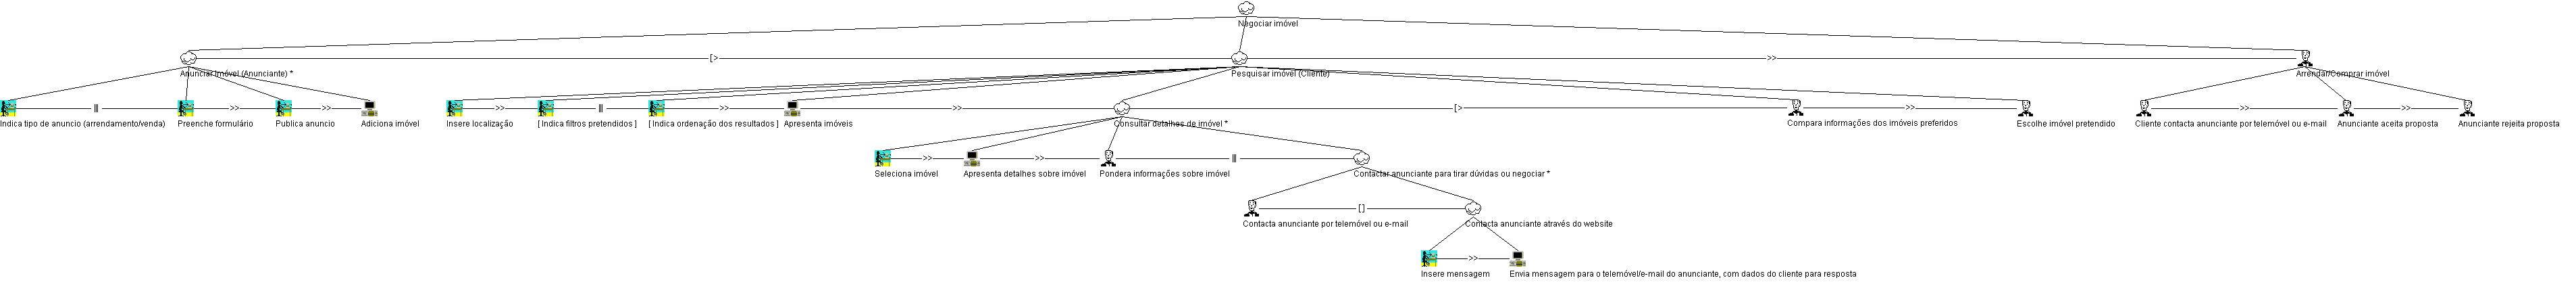 Negociar imóvel
[>
>>
Anunciar Imóvel (Anunciante) *
Pesquisar imóvel (Cliente)
Arrendar/Comprar imóvel
|||
>>
>>
>>
|||
>>
>>
[>
>>
>>
>>
Indica tipo de anuncio (arrendamento/venda)
Preenche formulário
Publica anuncio
Adiciona imóvel
Insere localização
[ Indica filtros pretendidos ]
[ Indica ordenação dos resultados ]
Apresenta imóveis
Consultar detalhes de imóvel *
Compara informações dos imóveis preferidos
Escolhe imóvel pretendido
Cliente contacta anunciante por telemóvel ou e-mail
Anunciante aceita proposta
Anunciante rejeita proposta
>>
>>
|||
Seleciona imóvel
Apresenta detalhes sobre imóvel
Pondera informações sobre imóvel
Contactar anunciante para tirar dúvidas ou negociar *
[]
Contacta anunciante por telemóvel ou e-mail
Contacta anunciante através do website
>>
Insere mensagem
Envia mensagem para o telemóvel/e-mail do anunciante, com dados do cliente para resposta